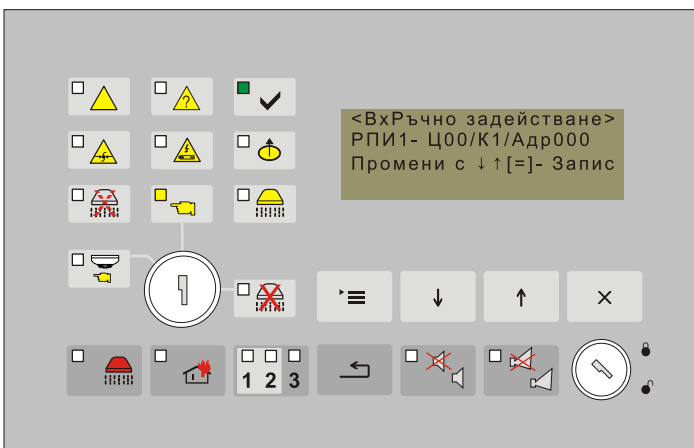 <ВхРъчно задействане>
РПИ1- Ц00/К1/Адр000
Промени с ↓↑[=]- Запис
?
1 2 3